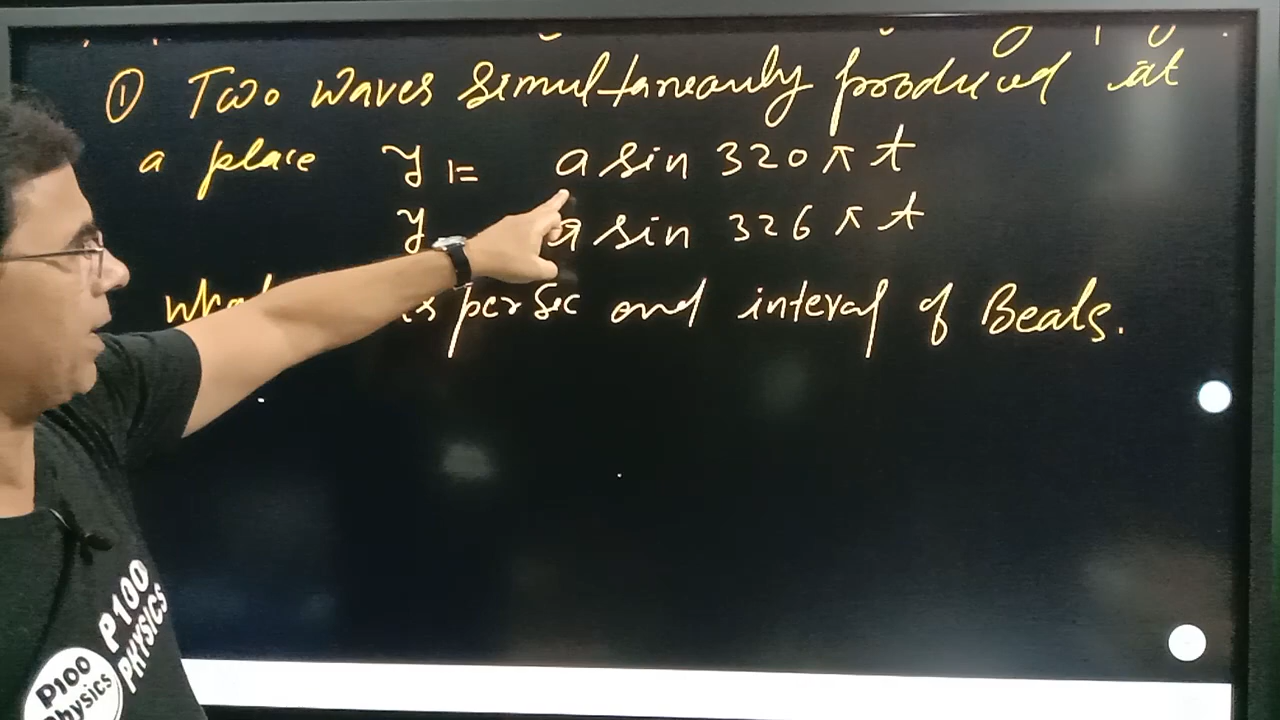 ① Two waves simultaneously produced at
a place y₁= a sin 320 π t
y a sin 326 π t
per sec and interval of Beats.
P100
PHYSICS
P100
Physics